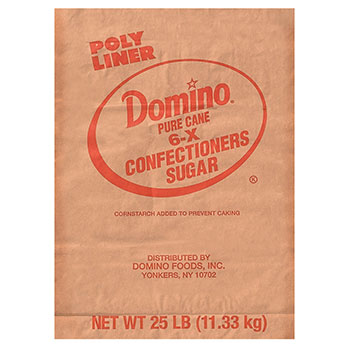 POLY
LINER
Domino®
PURE CANE
6-X
CONFECTIONERS
SUGAR
®
CORNSTARCH ADDED TO PREVENT CAKING
DISTRIBUTED BY
DOMINO FOODS, INC.
YONKERS, NY 10702
NET WT 25 LB (11.33 kg)